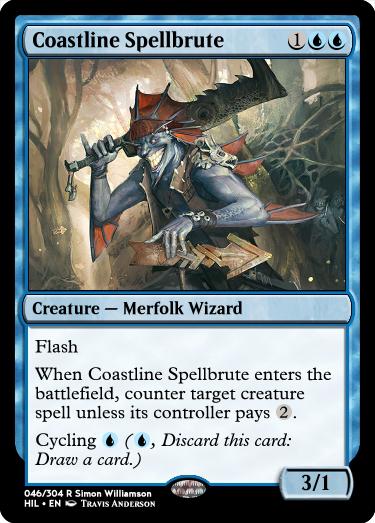 Coastline Spellbrute 1
Creature — Merfolk Wizard
Flash
When Coastline Spellbrute enters the
battlefield, counter target creature
spell unless its controller pays 2.
Cycling (, Discard this card:
Draw a card.)
3/1
046/304 R Simon Williamson
HIL • EN Travis Anderson